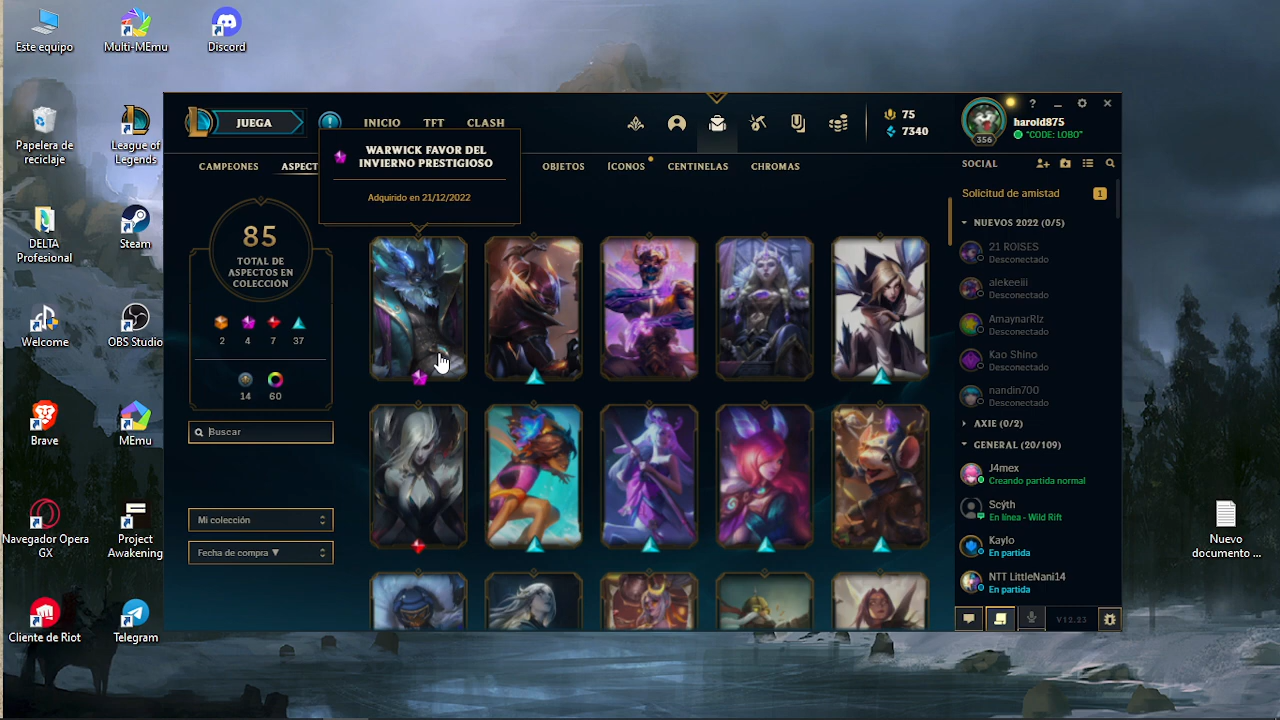 Este equipo
Multi-MEmu
Discord
Papelera de
reciclaje
League of
Legends
DELTA
Profesional
Steam
Welcome
OBS Studio
Brave
MEmu
Navegador Opera
GX
Project
Awakening
Cliente de Riot
Telegram
JUEGA
INICIO
TFT
CLASH
75
7340
356
harold875
"CODE: LOBO"
CAMPEONES
ASPECT
OBJETOS
ÍCONOS
CENTINELAS
CHROMAS
WARWICK FAVOR DEL
INVIERNO PRESTIGIOSO
Adquirido en 21/12/2022
85
TOTAL DE
ASPECTOS EN
COLECCIÓN
2 4 7 37
14 60
Buscar
Mi colección
Fecha de compra ▼
SOCIAL
Solicitud de amistad
1
NUEVOS 2022 (0/5)
21 ROISES
Desconectado
alekeeiii
Desconectado
AmaynarRlz
Desconectado
Kao Shino
Desconectado
nandin700
Desconectado
AXIE (0/2)
GENERAL (20/109)
J4mex
Creando partida normal
Scýth
En línea - Wild Rift
Kaylo
En partida
NTT LittleNani14
En partida
V12.23
Nuevo
documento ...